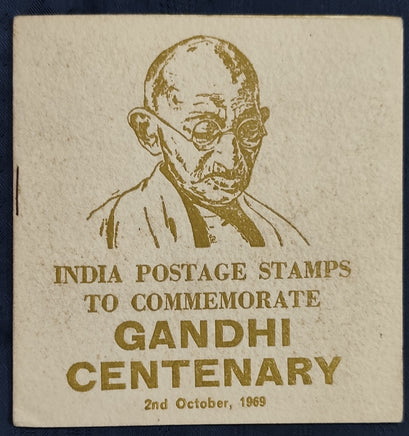 INDIA POSTAGE STAMPS
TO COMMEMORATE
GANDHI
CENTENARY
2nd October, 1969